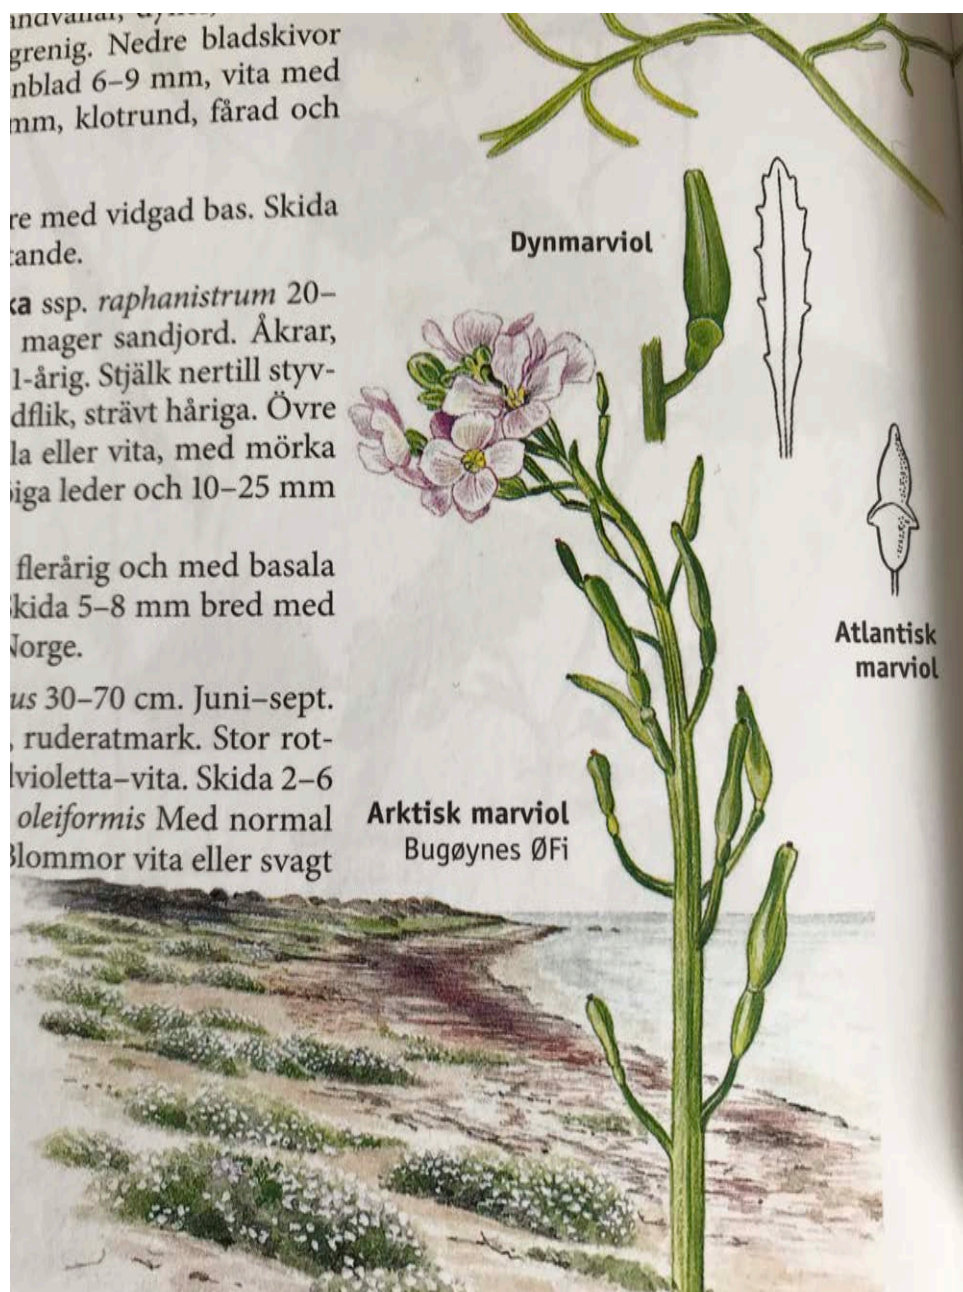 grenig. Nedre bladskivor
nblad 6–9 mm, vita med
mm, klotrund, fårad och
re med vidgad bas. Skida
tande.
ka ssp. raphanistrum 20–
mager sandjord. Åkrar,
1-årig. Stjälk nertill styv-
dflik, strävt håriga. Övre
la eller vita, med mörka
iga leder och 10–25 mm
flerårig och med basala
kida 5–8 mm bred med
Norge.
us 30–70 cm. Juni–sept.
, ruderatmark. Stor rot-
lvioletta–vita. Skida 2–6
oleiformis Med normal
Blommor vita eller svagt
Dynmarviol
Atlantisk
marviol
Arktisk marviol
Bugøynes ØFi